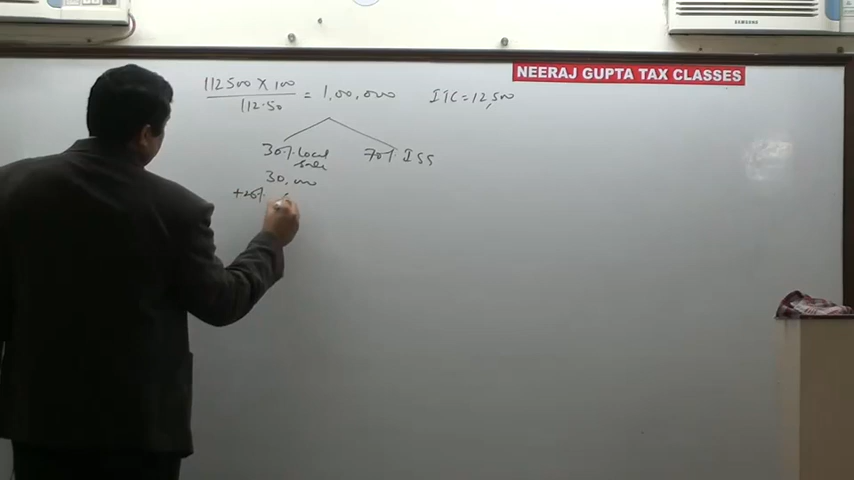 NEERAJ GUPTA TAX CLASSES
112500 X 100
112.50
= 1,00,000
ITC = 12,500
30% Local
Sale
70% ISS
30,000
+20%